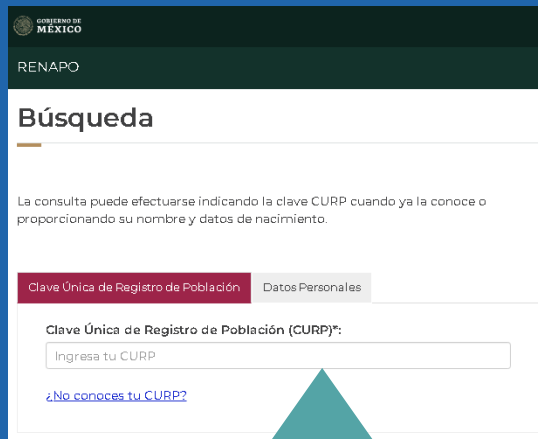 GOBIERNO DE
MÉXICO
RENAPO
Búsqueda
La consulta puede efectuarse indicando la clave CURP cuando ya la conoce o
proporcionando su nombre y datos de nacimiento.
Clave Única de Registro de Población Datos Personales
Clave Única de Registro de Población (CURP)*:
Ingresa tu CURP
¿No conoces tu CURP?